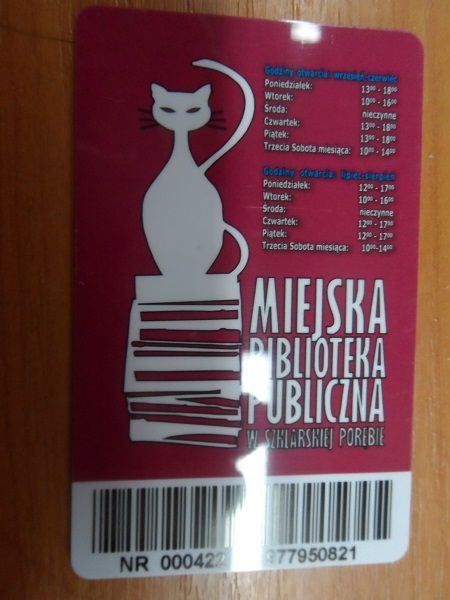 Godziny otwarcia: wrzesień czerwiec
Poniedziałek: 13⁰⁰ - 18⁰⁰
Wtorek: 10⁰⁰ - 16⁰⁰
Środa: nieczynne
Czwartek: 13⁰⁰ - 18⁰⁰
Piątek: 13⁰⁰ - 18⁰⁰
Trzecia Sobota miesiąca: 10⁰⁰ - 14⁰⁰
Godziny otwarcia: lipiec-sierpień
Poniedziałek: 12⁰⁰ - 17⁰⁰
Wtorek: 10⁰⁰ - 16⁰⁰
Środa: nieczynne
Czwartek: 12⁰⁰ - 17⁰⁰
Piątek: 12⁰⁰ - 17⁰⁰
Trzecia Sobota miesiąca: 10⁰⁰-14⁰⁰
MIEJSKA
BIBLIOTEKA
PUBLICZNA
W SZKLARSKIEJ PORĘBIE
NR